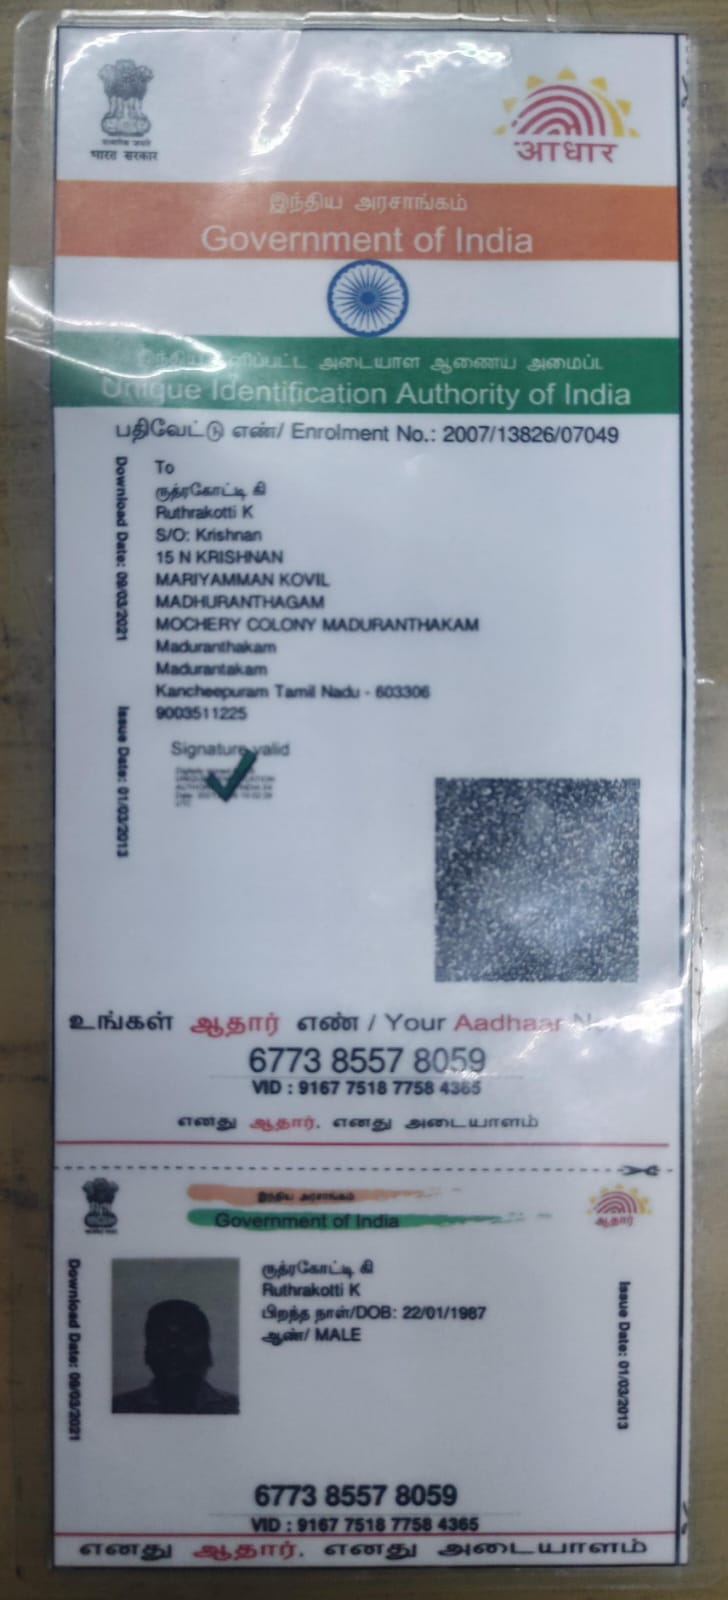 भारत सरकार
आधार
இந்திய அரசாங்கம்
Government of India
ஆணைய
Unique Identification Authority of India
பதிவேட்டு எண்/ Enrolment No.: 2007/13826/07049
Download Date: 09/03/2021
Issue Date: 01/03/2013
To
ருத்ரகோட்டி கி
Ruthrakotti K
S/O: Krishnan
15 N KRISHNAN
MARIYAMMAN KOVIL
MADHURANTHAGAM
MOCHERY COLONY MADURANTHAKAM
Maduranthakam
Madurantakam
Kancheepuram Tamil Nadu - 603306
9003511225
Signature valid
உங்கள் ஆதார் எண் / Your Aadhaar
6773 8557 8059
VID : 9167 7518 7758 4365
எனது ஆதார், எனது அடையாளம்
இந்திய அரசாங்கம்
Government of India
ஆதார்
Download Date: 09/03/2021
ருத்ரகோட்டி கி
Ruthrakotti K
பிறந்த நாள்/DOB: 22/01/1987
ஆண்/ MALE
Issue Date: 01/03/2013
6773 8557 8059
VID : 9167 7518 7758 4365
எனது ஆதார், எனது அடையாளம்